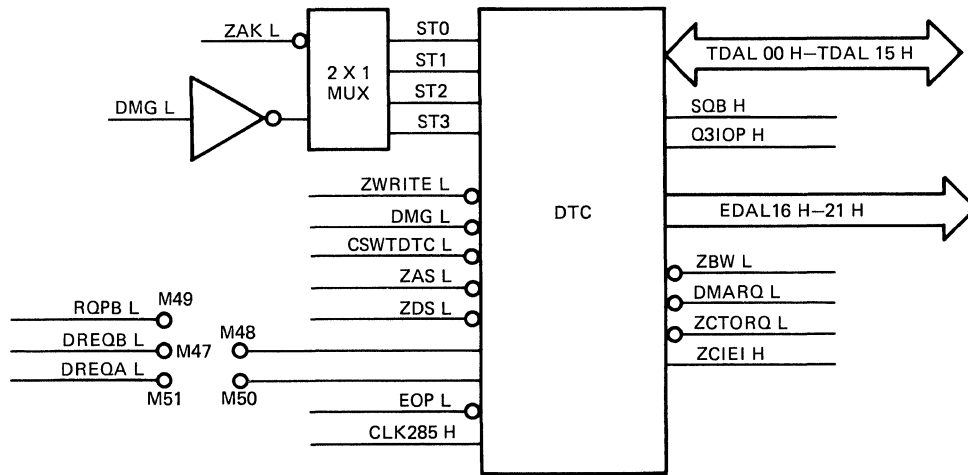 ZAK L
2 X 1
MUX
DMG L
ST0
ST1
ST2
ST3
DTC
TDAL 00 H–TDAL 15 H
SQB H
Q3IOP H
EDAL16 H–21 H
ZWRITE L
DMG L
CSWTDTC L
ZAS L
ZDS L
ZBW L
DMARQ L
ZCTORQ L
ZCIEI H
RQPB L
M49
DREQB L
M47
M48
DREQA L
M51
M50
EOP L
CLK285 H